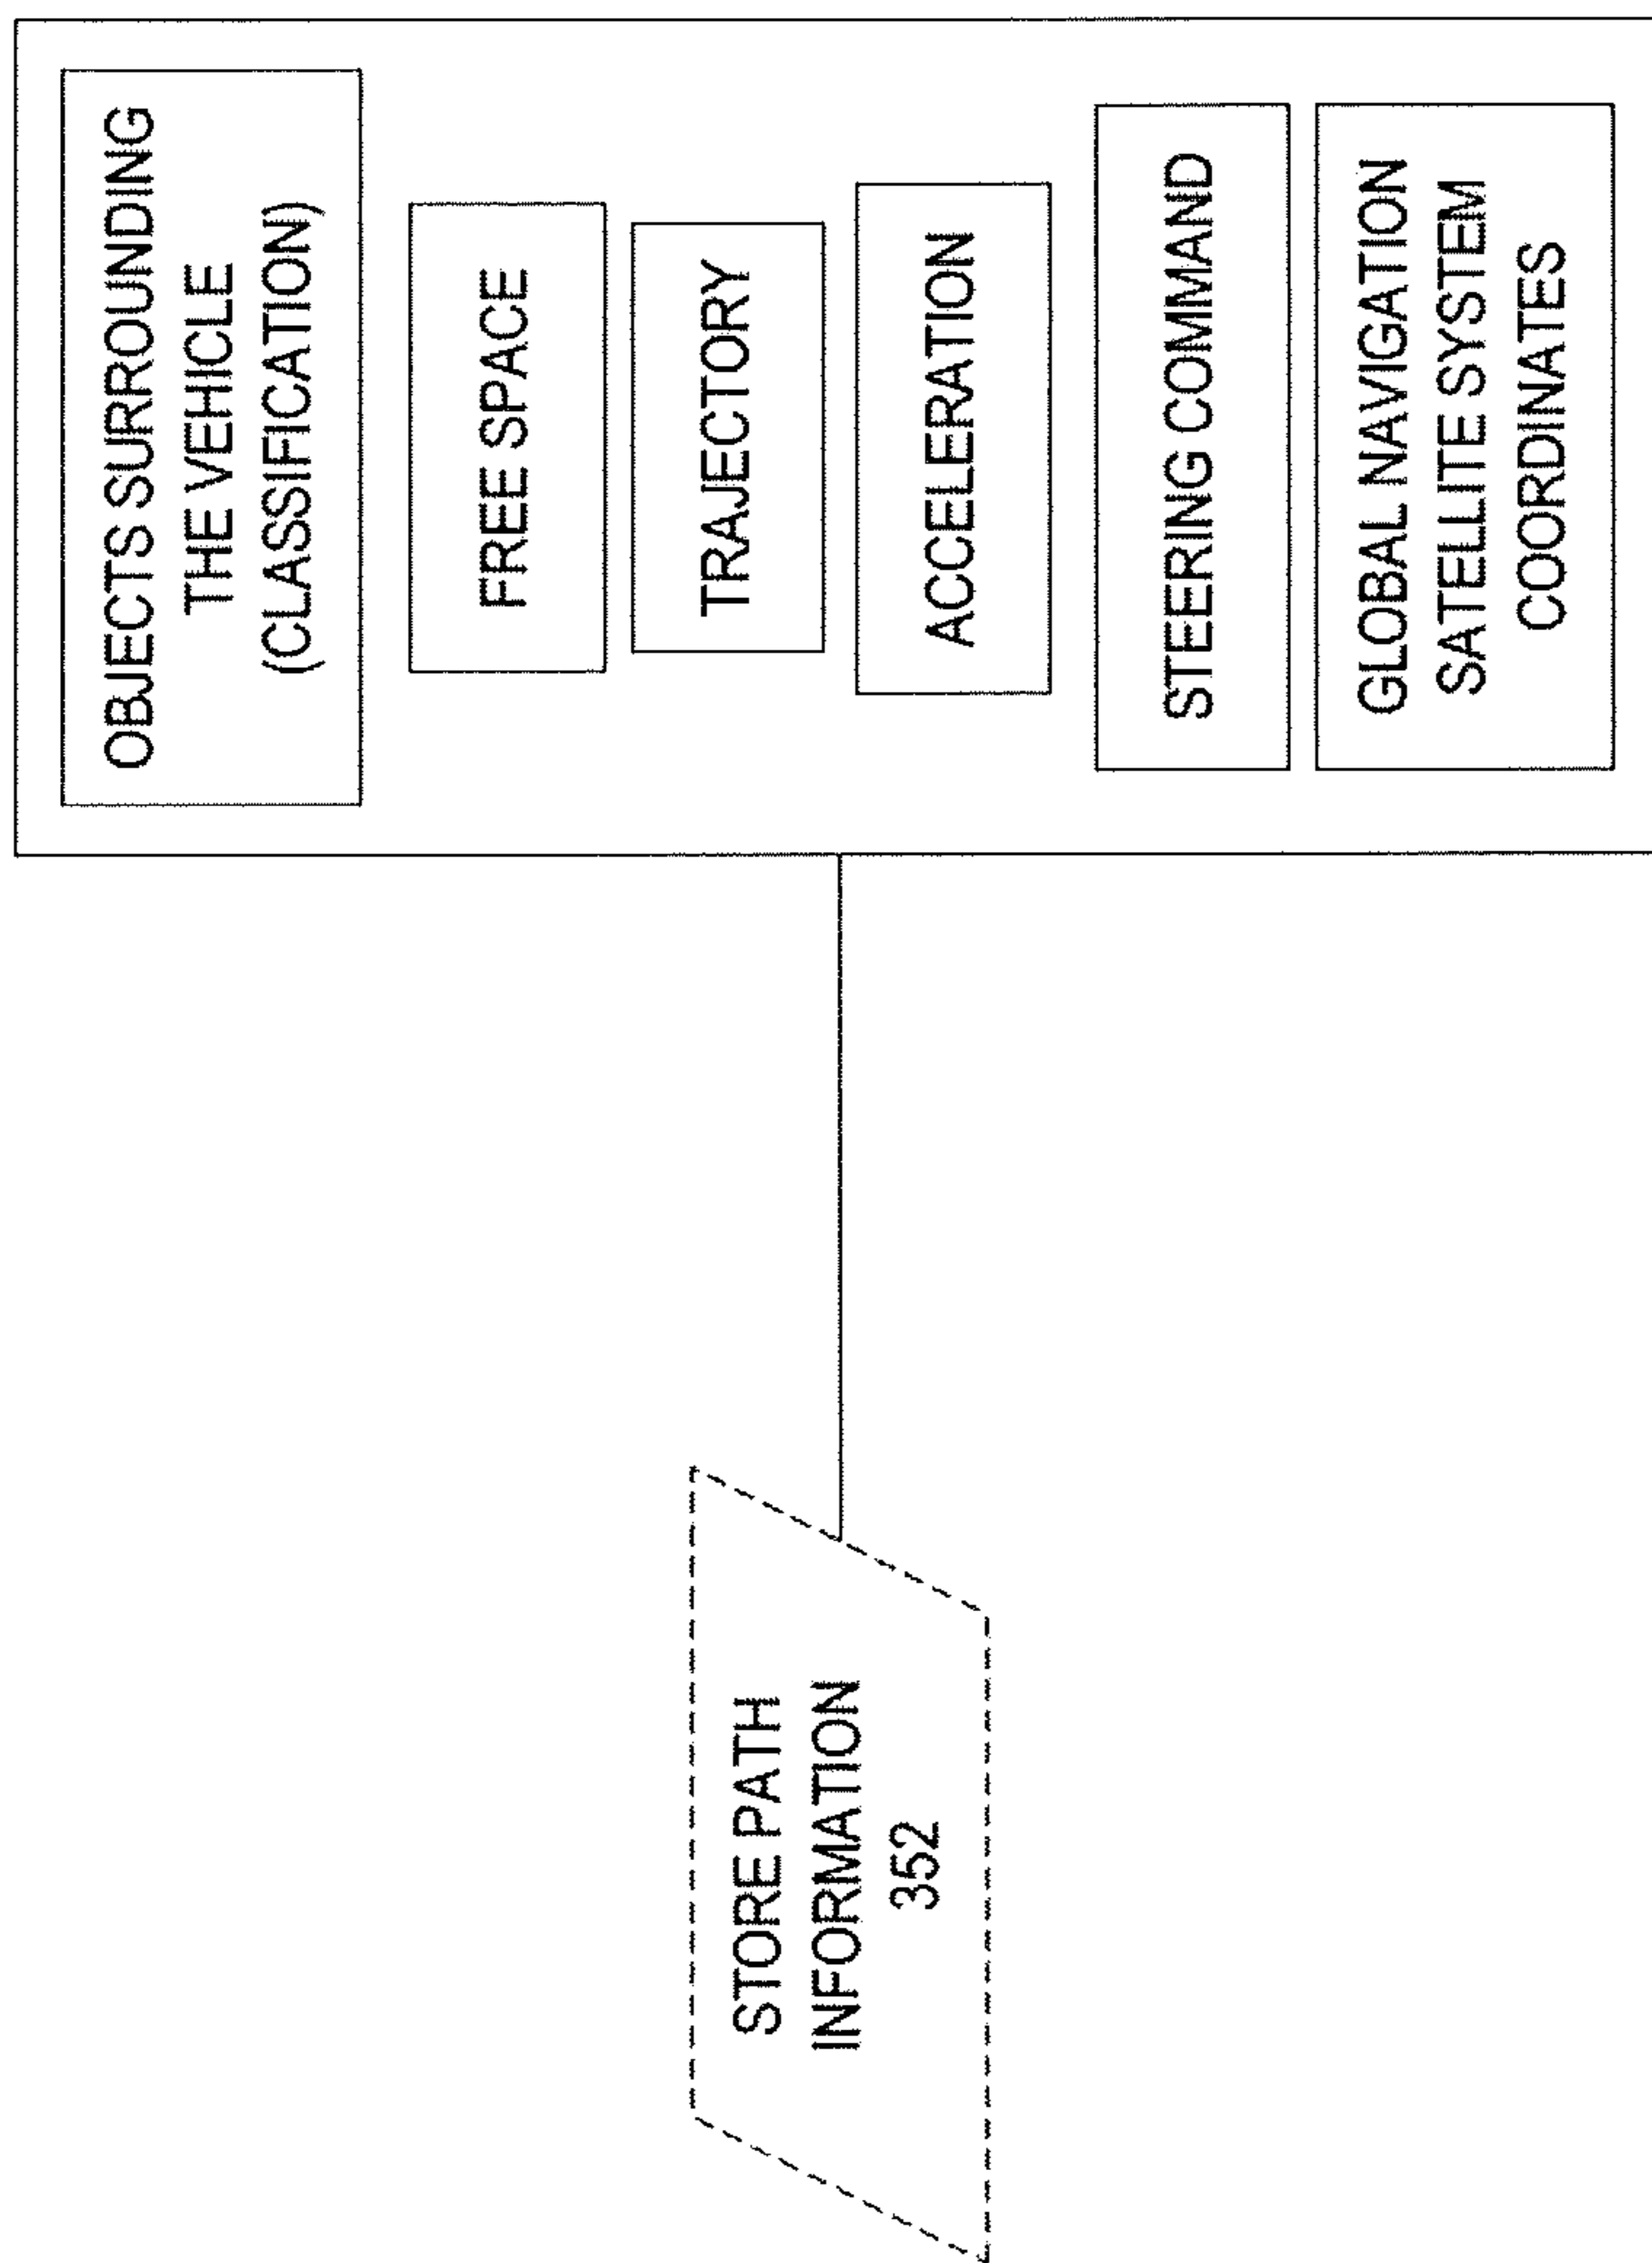 STORE PATH
INFORMATION
352
OBJECTS SURROUNDING
THE VEHICLE
(CLASSIFICATION)
FREE SPACE
TRAJECTORY
ACCELERATION
STEERING COMMAND
GLOBAL NAVIGATION
SATELLITE SYSTEM
COORDINATES